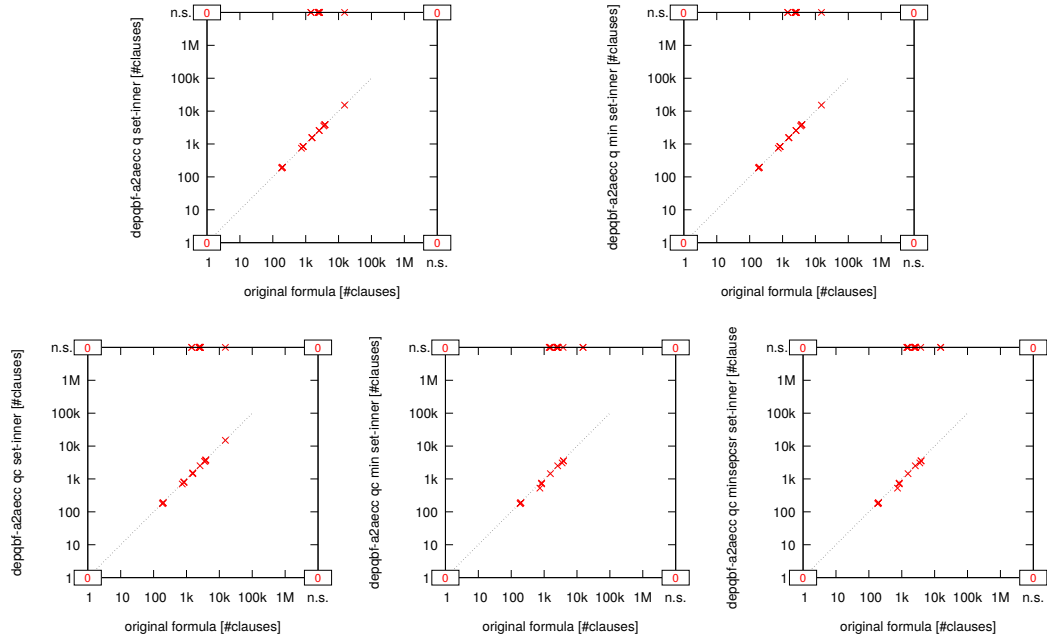 n.s. 0 0
1M
100k
10k
1k
100
10
1 0 0
1 10 100 1k 10k 100k 1M n.s.
original formula [#clauses]
depqbf-a2aecc q set-inner [#clauses]
n.s. 0 0
1M
100k
10k
1k
100
10
1 0 0
1 10 100 1k 10k 100k 1M n.s.
original formula [#clauses]
depqbf-a2aecc q min set-inner [#clauses]
n.s. 0 0
1M
100k
10k
1k
100
10
1 0 0
1 10 100 1k 10k 100k 1M n.s.
original formula [#clauses]
depqbf-a2aecc qc set-inner [#clauses]
n.s. 0 0
1M
100k
10k
1k
100
10
1 0 0
1 10 100 1k 10k 100k 1M n.s.
original formula [#clauses]
depqbf-a2aecc qc min set-inner [#clauses]
n.s. 0 0
1M
100k
10k
1k
100
10
1 0 0
1 10 100 1k 10k 100k 1M n.s.
original formula [#clauses]
depqbf-a2aecc qc minsepcsr set-inner [#clause